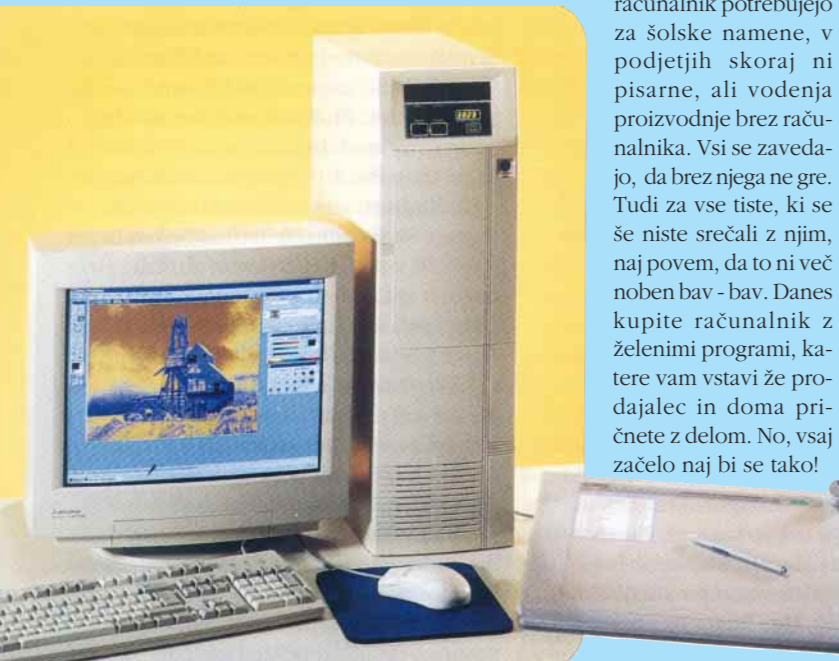 računalnik potrebujejo
za šolske namene, v
podjetjih skoraj ni
pisarne, ali vodenja
proizvodnje brez raču-
nalnika. Vsi se zaveda-
jo, da brez njega ne gre.
Tudi za vse tiste, ki se
še niste srečali z njim,
naj povem, da to ni več
noben bav - bav. Danes
kupite računalnik z
želenimi programi, ka-
tere vam vstavi že pro-
dajalec in doma pri-
čnete z delom. No, vsaj
začelo naj bi se tako!